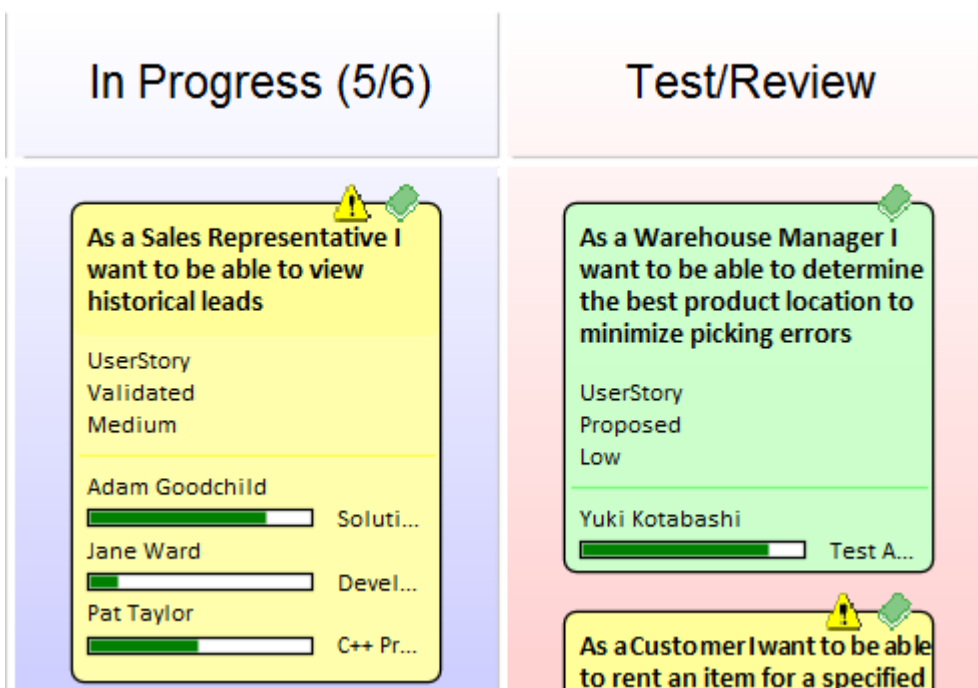 In Progress (5/6)
Test/Review
As a Sales Representative I
want to be able to view
historical leads
UserStory
Validated
Medium
Adam Goodchild
Soluti...
Jane Ward
Devel...
Pat Taylor
C++ Pr...
As a Warehouse Manager I
want to be able to determine
the best product location to
minimize picking errors
UserStory
Proposed
Low
Yuki Kotabashi
Test A...
As a Customer I want to be able
to rent an item for a specified